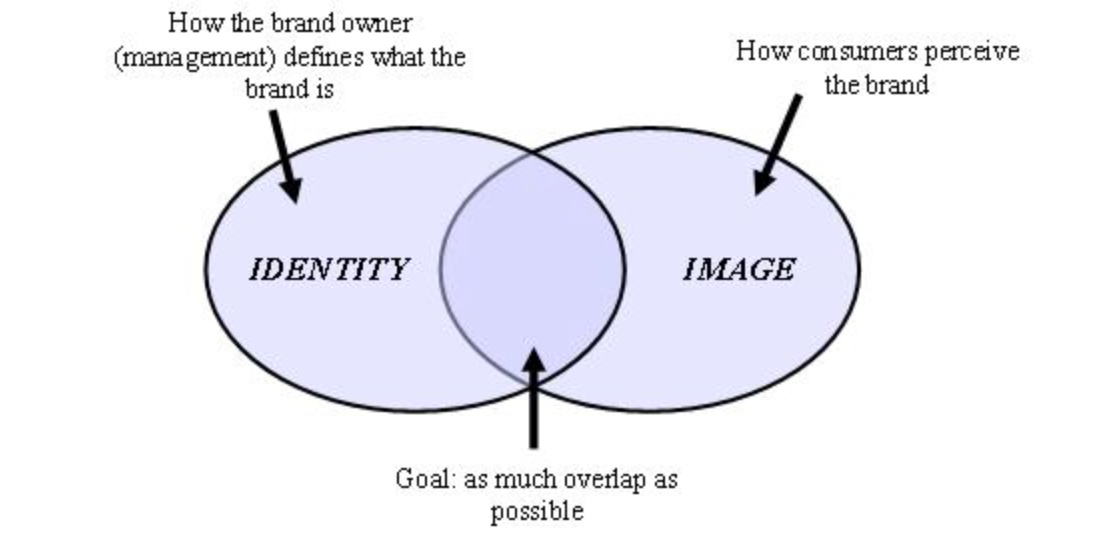 How the brand owner
(management) defines what the
brand is
How consumers perceive
the brand
IDENTITY
IMAGE
Goal: as much overlap as
possible